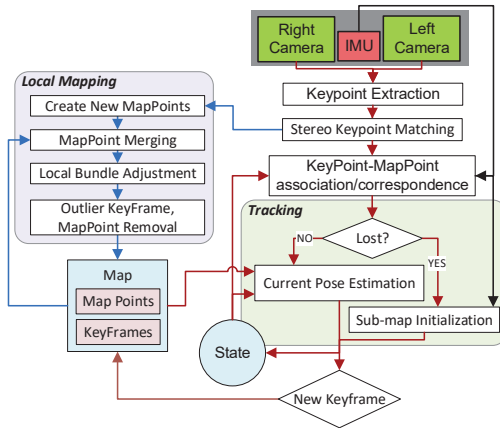 Right
Camera
IMU
Left
Camera
Local Mapping
Keypoint Extraction
Create New MapPoints
Stereo Keypoint Matching
MapPoint Merging
KeyPoint-MapPoint
association/correspondence
Local Bundle Adjustment
Outlier KeyFrame,
MapPoint Removal
Tracking
Lost?
NO
YES
Map
Map Points
KeyFrames
Current Pose Estimation
Sub-map Initialization
State
New Keyframe